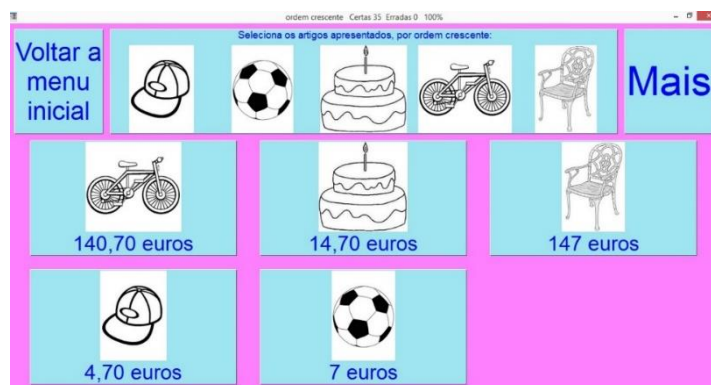 ordem crescente Certas 35 Erradas 0 100%
Voltar a
menu
inicial
Seleciona os artigos apresentados, por ordem crescente:
Mais
140,70 euros
14,70 euros
147 euros
4,70 euros
7 euros